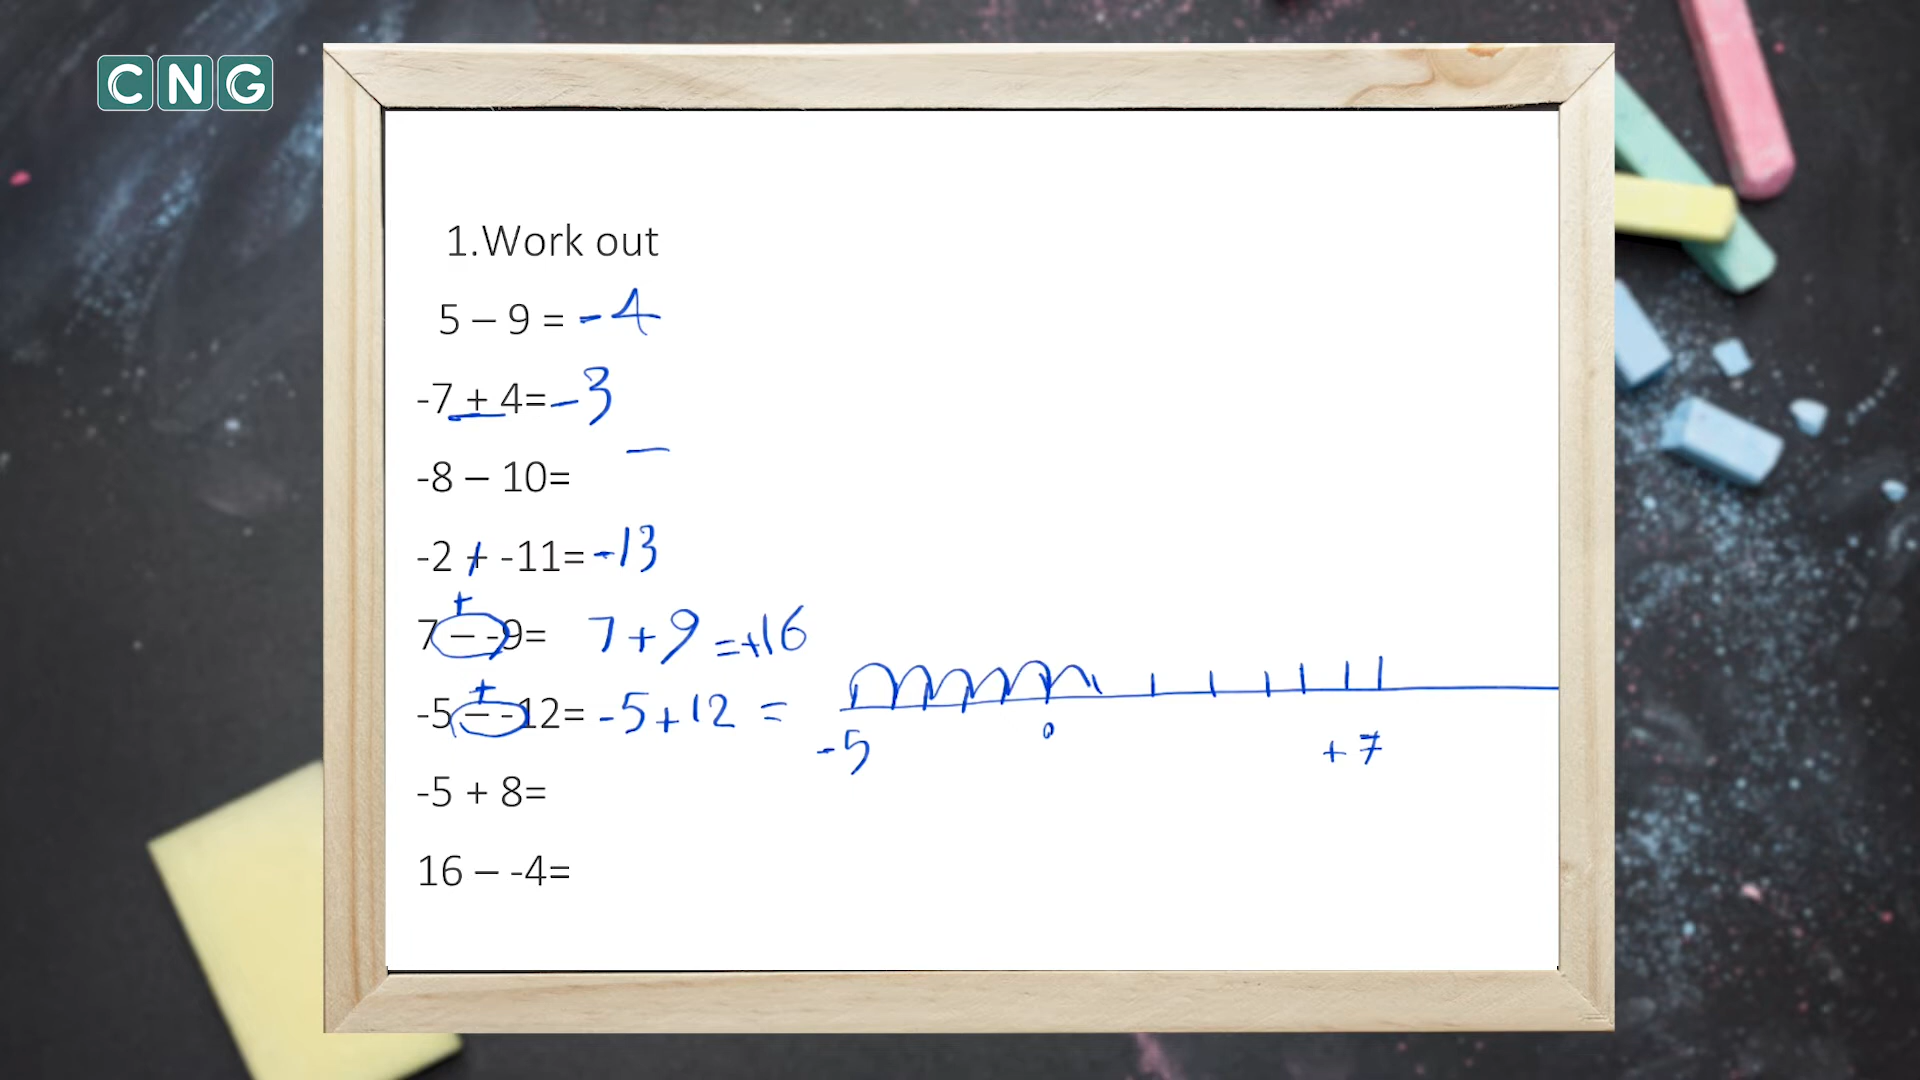 CNG
1.Work out
5 – 9 = -4
-7 + 4= -3
-8 – 10= –
-2 + -11= -13
+
7 – -9= 7+9 =+16
+
-5 – -12= -5+12 =
-5 0 +7
-5 + 8=
16 – -4=